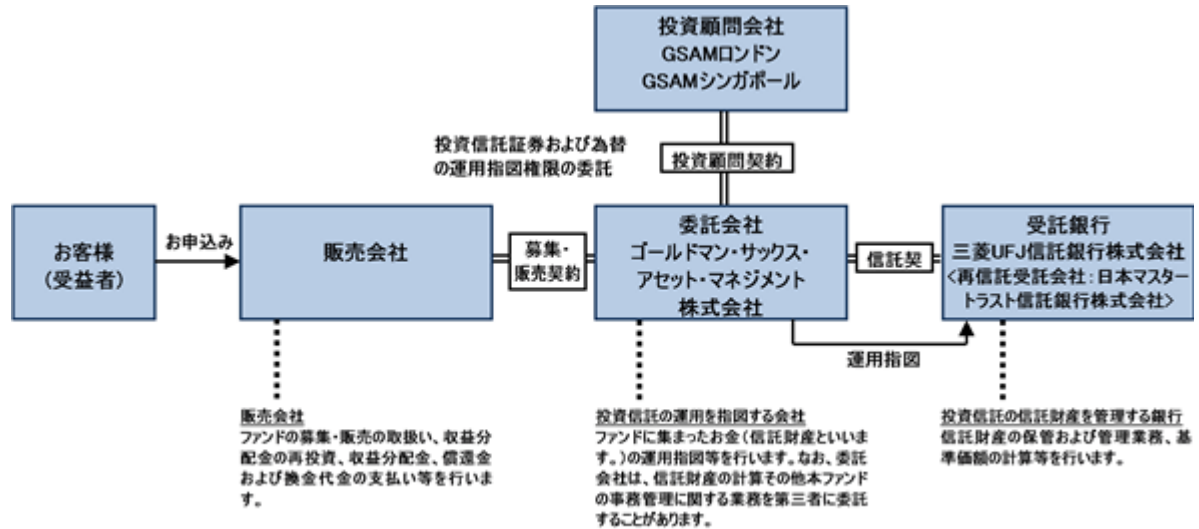 投資顧問会社
GSAMロンドン
GSAMシンガポール
投資信託証券および為替
の運用指図権限の委託
投資顧問契約
お客様
(受益者)
お申込み
販売会社
募集・
販売契約
委託会社
ゴールドマン・サックス・
アセット・マネジメント
株式会社
信託契
受託銀行
三菱UFJ信託銀行株式会社
<再信託受託会社:日本マスター
トラスト信託銀行株式会社>
運用指図
販売会社
ファンドの募集・販売の取扱い、収益分
配金の再投資、収益分配金、償還金
および換金代金の支払い等を行いま
す。
投資信託の運用を指図する会社
ファンドに集まったお金(信託財産といいま
す。)の運用指図等を行います。なお、委託
会社は、信託財産の計算その他本ファンド
の事務管理に関する業務を第三者に委託
することがあります。
投資信託の信託財産を管理する銀行
信託財産の保管および管理業務、基
準価額の計算等を行います。